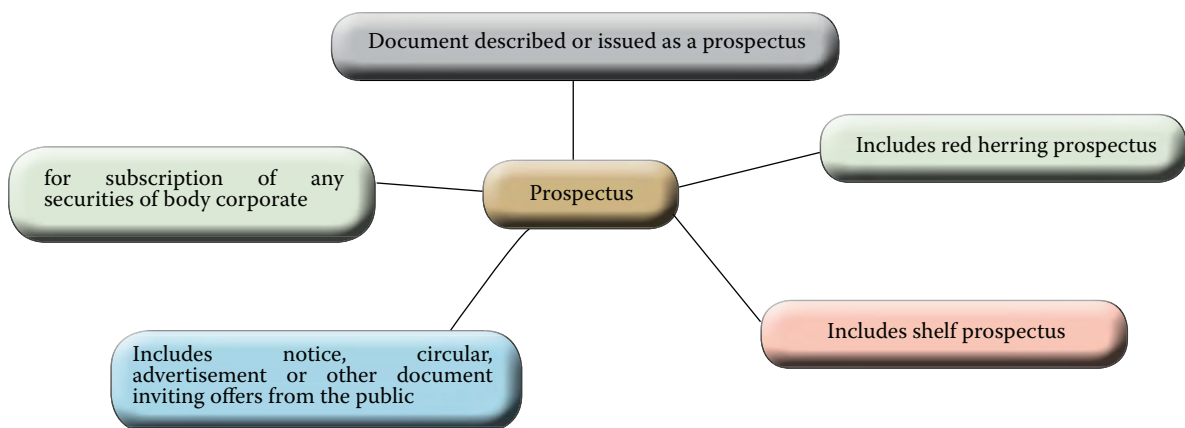 Document described or issued as a prospectus
Includes red herring prospectus
for subscription of any
securities of body corporate
Prospectus
Includes shelf prospectus
Includes notice, circular,
advertisement or other document
inviting offers from the public